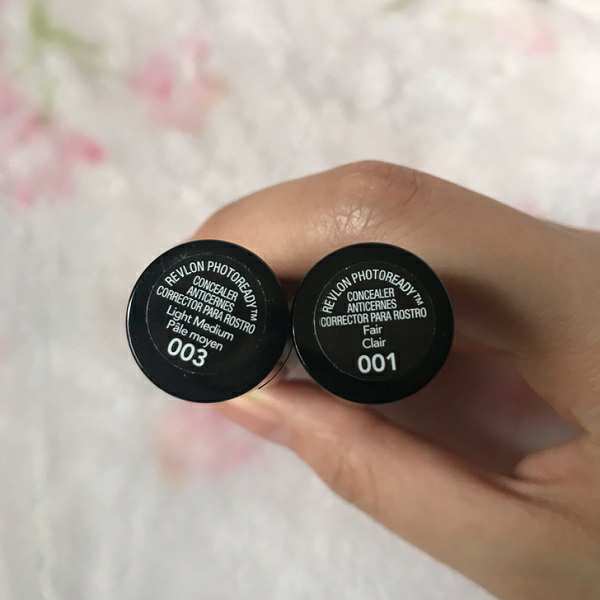 REVLON PHOTOREADY™
CONCEALER
ANTICERNES
CORRECTOR PARA ROSTRO
Light Medium
Pâle moyen
003
REVLON PHOTOREADY™
CONCEALER
ANTICERNES
CORRECTOR PARA ROSTRO
Fair
Clair
001